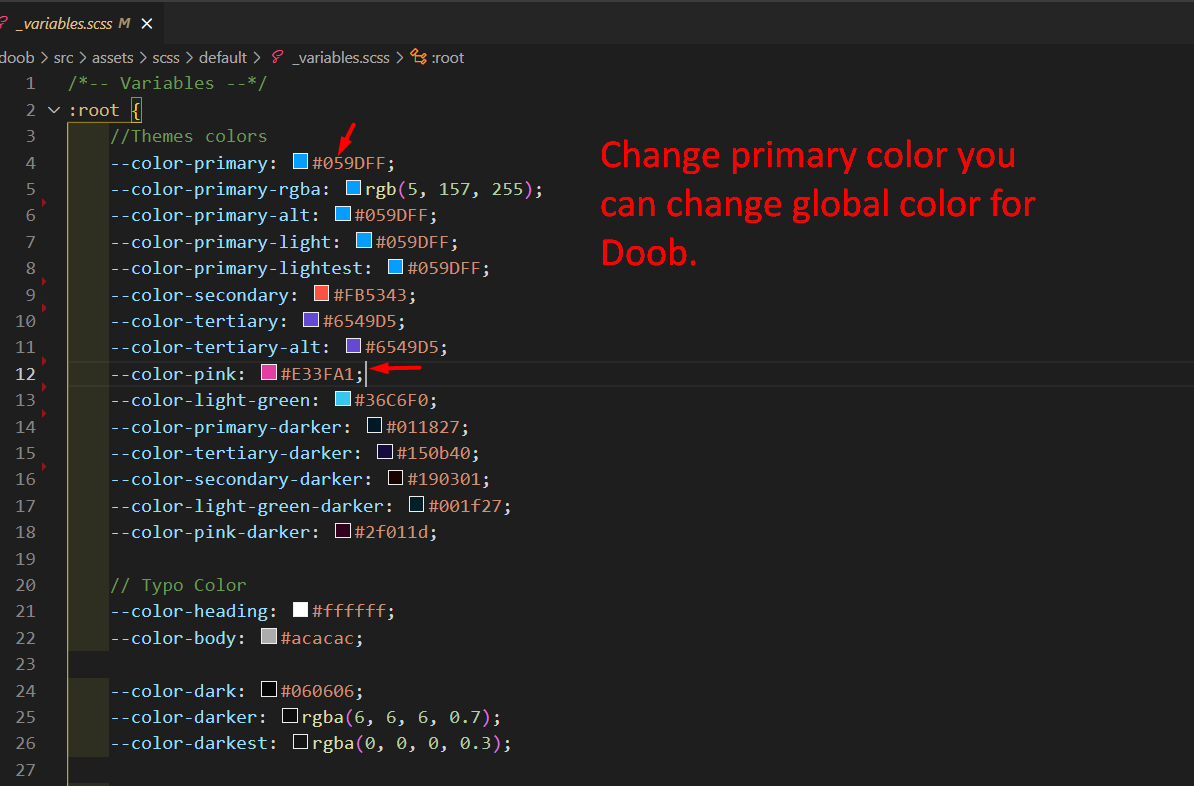 _variables.scss M ×
doob > src > assets > scss > default > _variables.scss > :root
1 /*-- Variables --*/
2 :root {
3 //Themes colors
4 --color-primary: #059DFF;
5 --color-primary-rgba: rgb(5, 157, 255);
6 --color-primary-alt: #059DFF;
7 --color-primary-light: #059DFF;
8 --color-primary-lightest: #059DFF;
9 --color-secondary: #FB5343;
10 --color-tertiary: #6549D5;
11 --color-tertiary-alt: #6549D5;
12 --color-pink: #E33FA1;
13 --color-light-green: #36C6F0;
14 --color-primary-darker: #011827;
15 --color-tertiary-darker: #150b40;
16 --color-secondary-darker: #190301;
17 --color-light-green-darker: #001f27;
18 --color-pink-darker: #2f011d;
19
20 // Typo Color
21 --color-heading: #ffffff;
22 --color-body: #acacac;
23
24 --color-dark: #060606;
25 --color-darker: rgba(6, 6, 6, 0.7);
26 --color-darkest: rgba(0, 0, 0, 0.3);
27
Change primary color you
can change global color for
Doob.